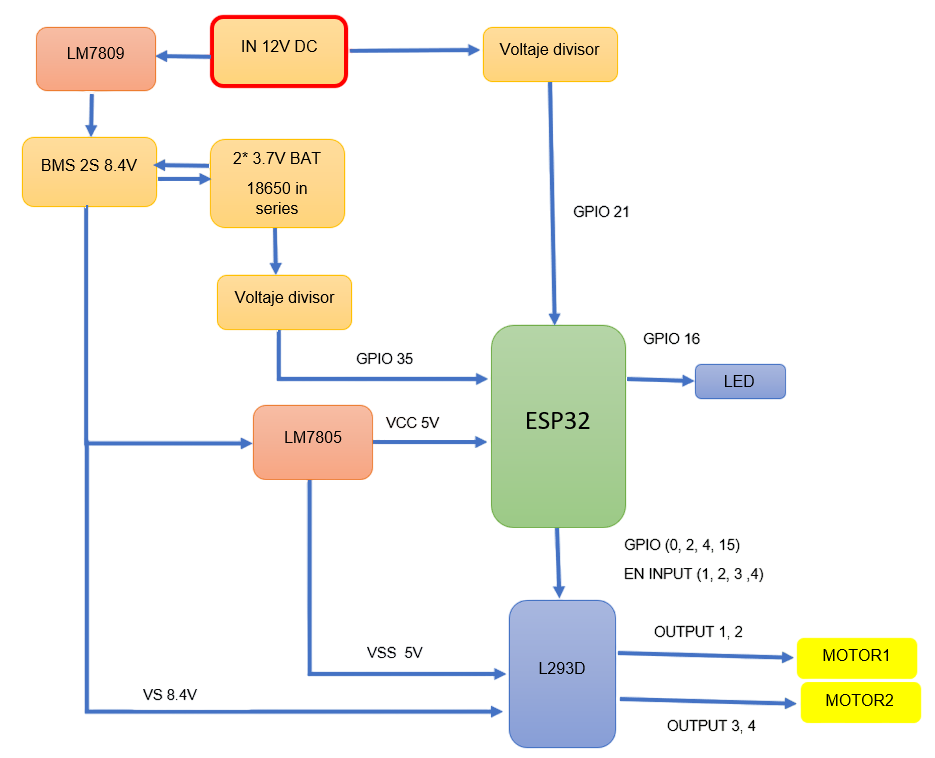 LM7809
IN 12V DC
Voltaje divisor
BMS 2S 8.4V
2* 3.7V BAT
18650 in
series
GPIO 21
Voltaje divisor
GPIO 35
GPIO 16
LED
LM7805
VCC 5V
ESP32
GPIO (0, 2, 4, 15)
EN INPUT (1, 2, 3 ,4)
VSS 5V
L293D
OUTPUT 1, 2
MOTOR1
VS 8.4V
MOTOR2
OUTPUT 3, 4